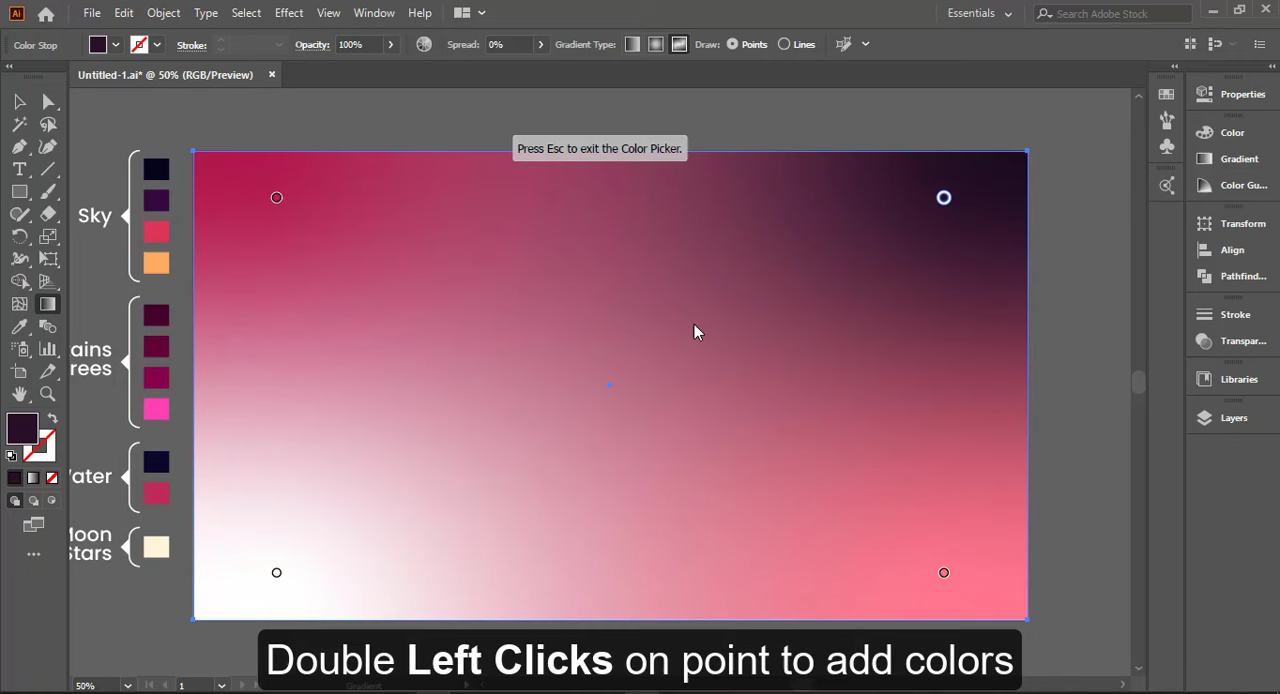 Ai File Edit Object Type Select Effect View Window Help Essentials Search Adobe Stock
Color Stop Stroke: Opacity: 100% Spread: 0% Gradient Type: Draw: Points Lines
Untitled-1.ai* @ 50% (RGB/Preview) ×
Press Esc to exit the Color Picker.
Sky
ains
rees
ater
Moon
Stars
Properties
Color
Gradient
Color Gu...
Transform
Align
Pathfind...
Stroke
Transpar...
Libraries
Layers
Double Left Clicks on point to add colors
50% 1 Gradient